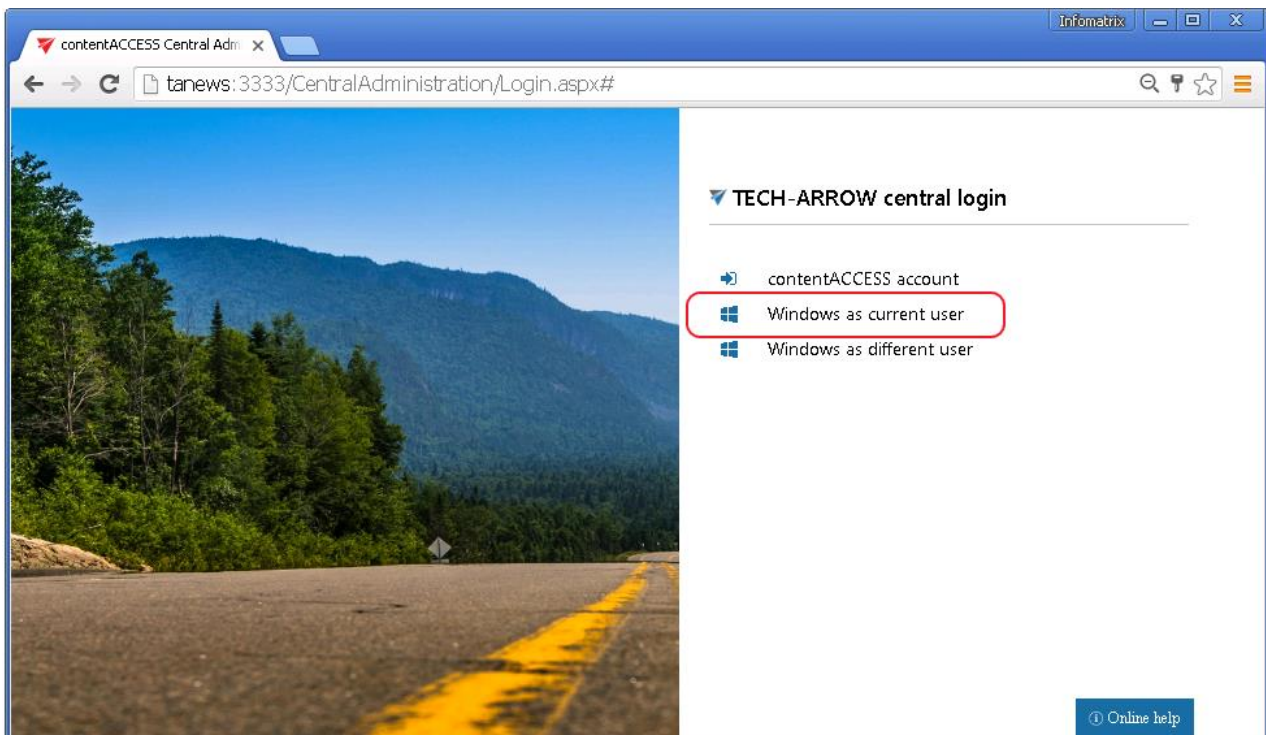 Infomatrix
contentACCESS Central Adm
tanews:3333/CentralAdministration/Login.aspx#
TECH-ARROW central login
contentACCESS account
Windows as current user
Windows as different user
Online help